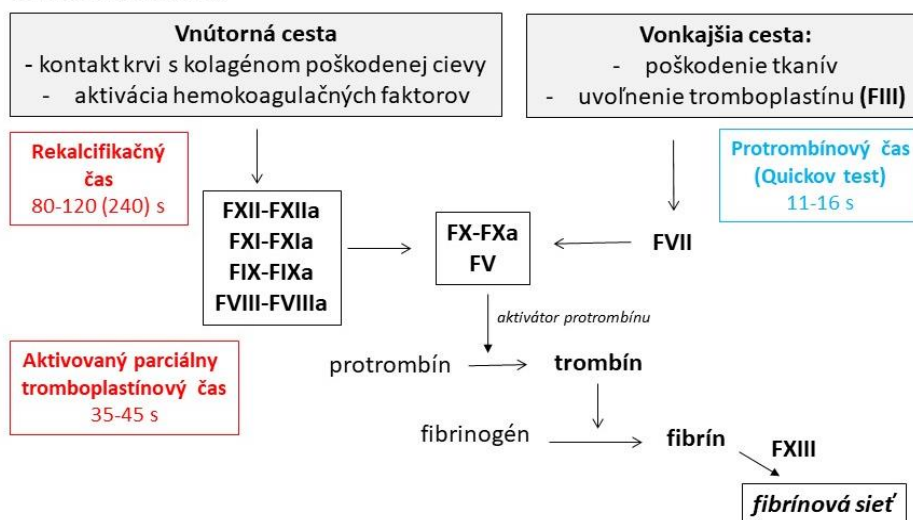 Vnútorná cesta
- kontakt krvi s kolagénom poškodenej cievy
- aktivácia hemokoagulačných faktorov
Vonkajšia cesta:
- poškodenie tkanív
- uvoľnenie tromboplastínu (FIII)
Rekalcifikačný
čas
80-120 (240) s
Protrombínový čas
(Quickov test)
11-16 s
FXII-FXIIa
FXI-FXIa
FIX-FIXa
FVIII-FVIIIa
FX-FXa
FV
FVII
aktivátor protrombínu
Aktivovaný parciálny
tromboplastínový čas
35-45 s
protrombín
trombín
fibrinogén
fibrín
FXIII
fibrínová sieť